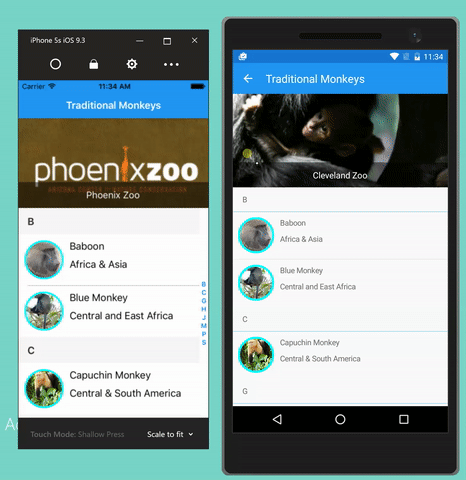 iPhone 5s iOS 9.3
Carrier
11:34 AM
Traditional Monkeys
phoenixzoo
Phoenix Zoo
B
Baboon
Africa & Asia
Blue Monkey
Central and East Africa
C
Capuchin Monkey
Central & South America
B
C
G
H
J
M
P
S
Touch Mode: Shallow Press
Scale to fit
11:34
Traditional Monkeys
Cleveland Zoo
B
Baboon
Africa & Asia
Blue Monkey
Central and East Africa
C
Capuchin Monkey
Central & South America
G